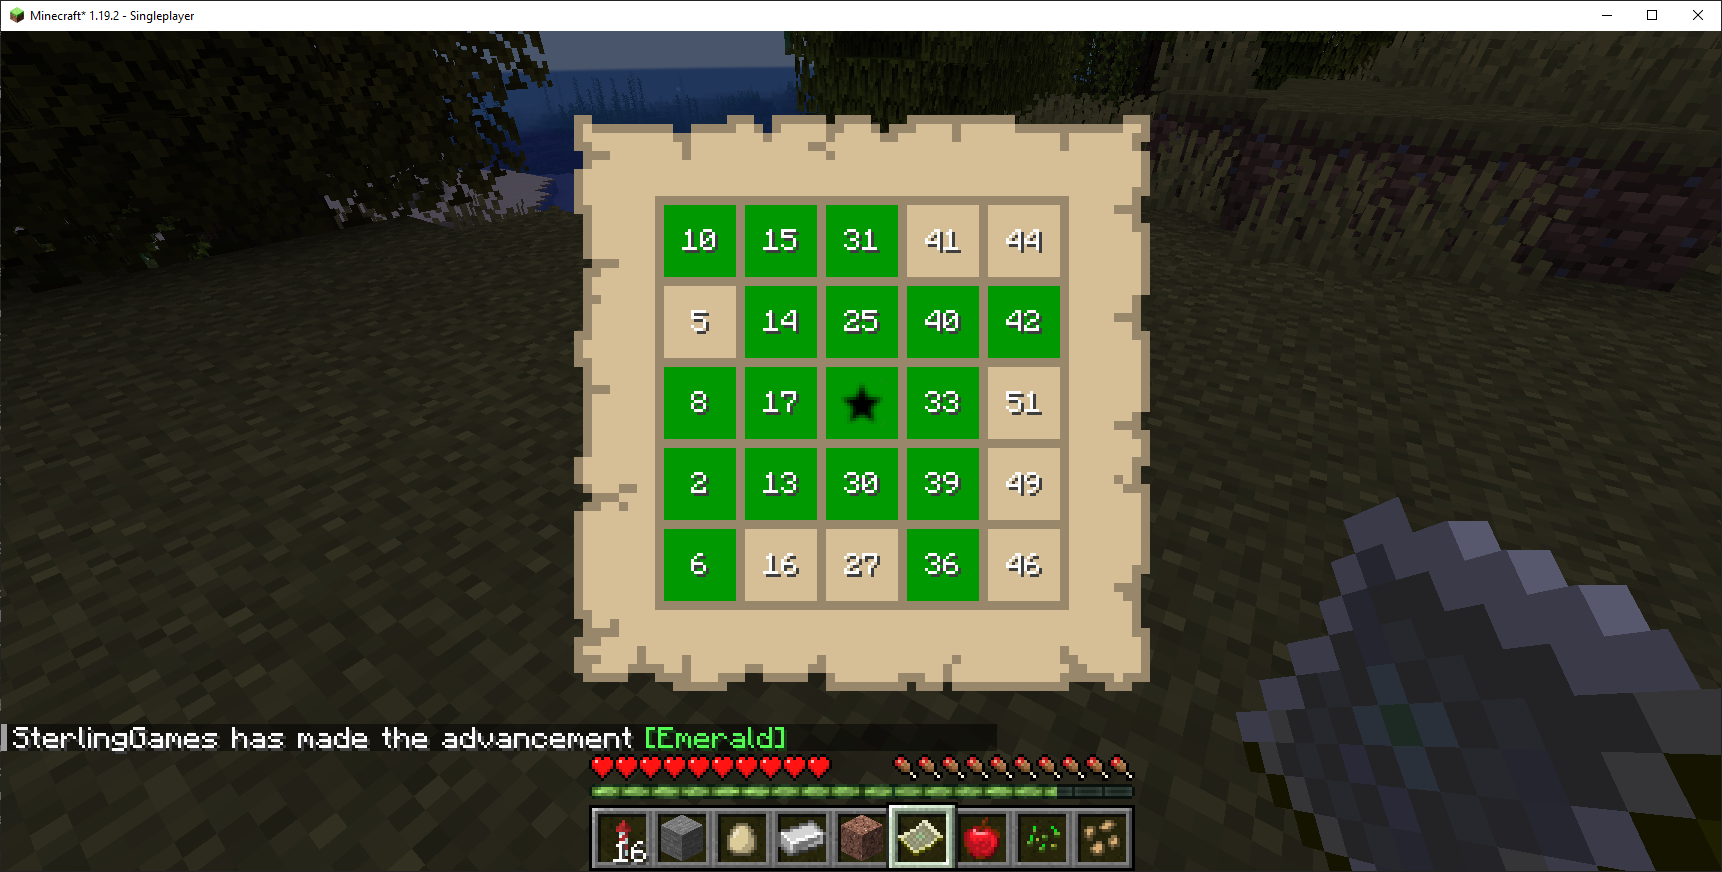 Minecraft* 1.19.2 - Singleplayer
10 15 31 41 44
5 14 25 40 42
8 17 33 51
2 13 30 39 49
6 16 27 36 46
SterlingGames has made the advancement [Emerald]
16